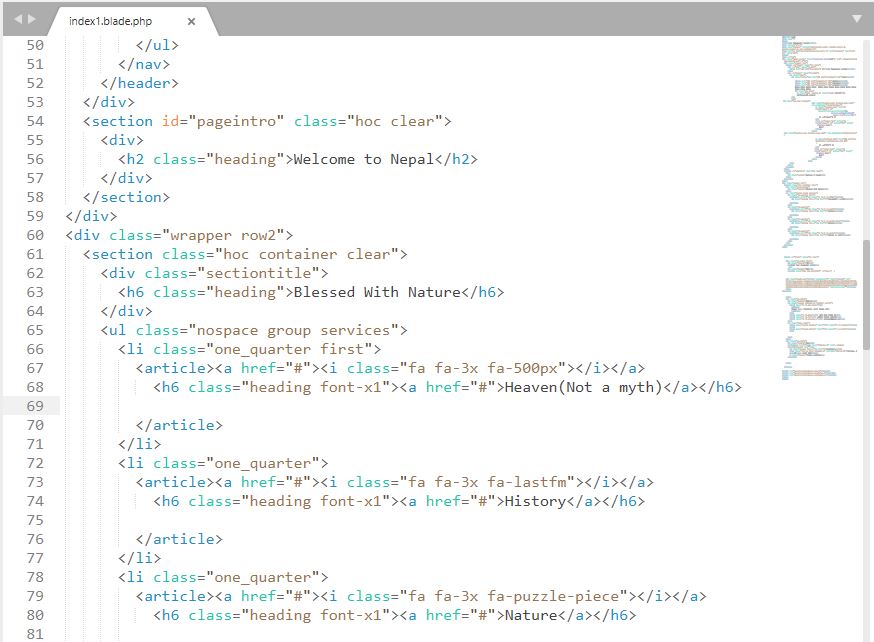 index1.blade.php ×
50 </ul>
51 </nav>
52 </header>
53 </div>
54 <section id="pageintro" class="hoc clear">
55 <div>
56 <h2 class="heading">Welcome to Nepal</h2>
57 </div>
58 </section>
59 </div>
60 <div class="wrapper row2">
61 <section class="hoc container clear">
62 <div class="sectiontitle">
63 <h6 class="heading">Blessed With Nature</h6>
64 </div>
65 <ul class="nospace group services">
66 <li class="one_quarter first">
67 <article><a href="#"><i class="fa fa-3x fa-500px"></i></a>
68 <h6 class="heading font-x1"><a href="#">Heaven(Not a myth)</a></h6>
69
70 </article>
71 </li>
72 <li class="one_quarter">
73 <article><a href="#"><i class="fa fa-3x fa-lastfm"></i></a>
74 <h6 class="heading font-x1"><a href="#">History</a></h6>
75
76 </article>
77 </li>
78 <li class="one_quarter">
79 <article><a href="#"><i class="fa fa-3x fa-puzzle-piece"></i></a>
80 <h6 class="heading font-x1"><a href="#">Nature</a></h6>
81